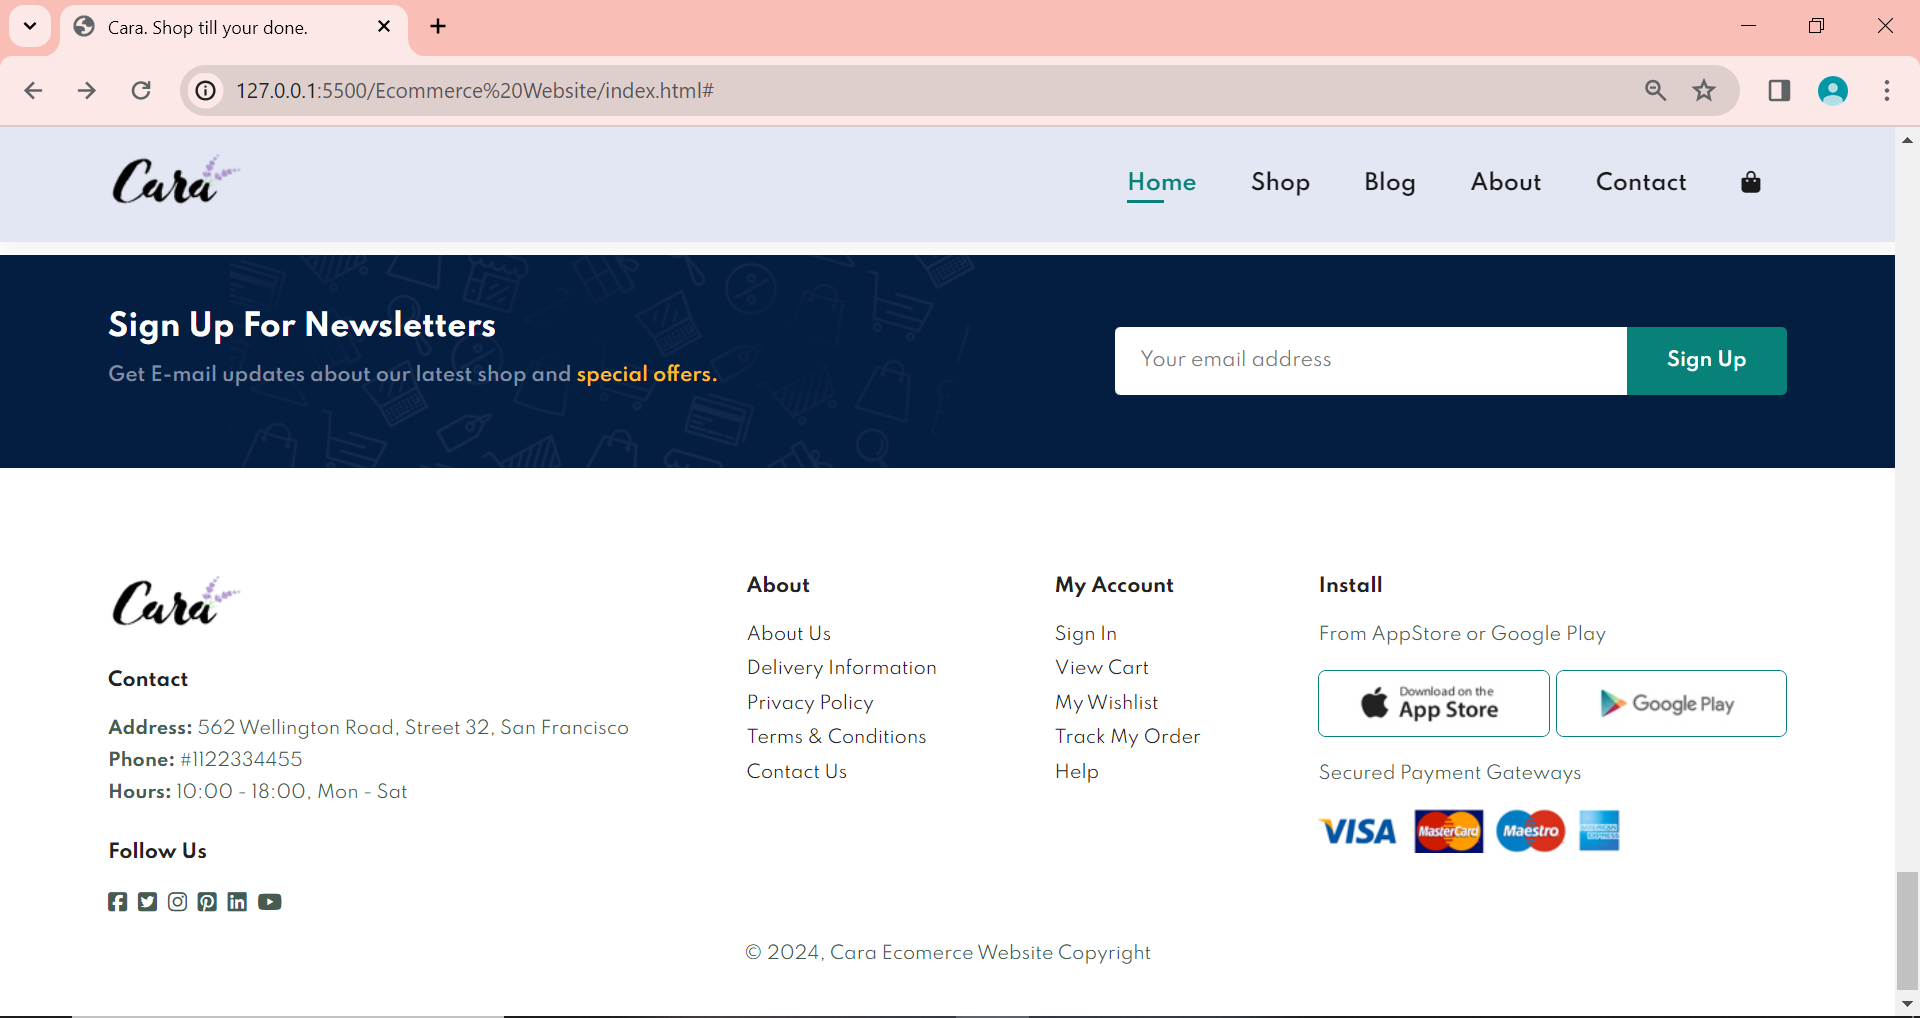 Cara. Shop till your done.
127.0.0.1:5500/Ecommerce%20Website/index.html#
Cara
Home Shop Blog About Contact
Sign Up For Newsletters
Get E-mail updates about our latest shop and special offers.
Your email address
Sign Up
Cara
Contact
Address: 562 Wellington Road, Street 32, San Francisco
Phone: #1122334455
Hours: 10:00 - 18:00, Mon - Sat
Follow Us
About
About Us
Delivery Information
Privacy Policy
Terms & Conditions
Contact Us
My Account
Sign In
View Cart
My Wishlist
Track My Order
Help
Install
From AppStore or Google Play
Download on the
App Store
Google Play
Secured Payment Gateways
VISA
MasterCard
Maestro
AMERICAN
EXPRESS
© 2024, Cara Ecomerce Website Copyright